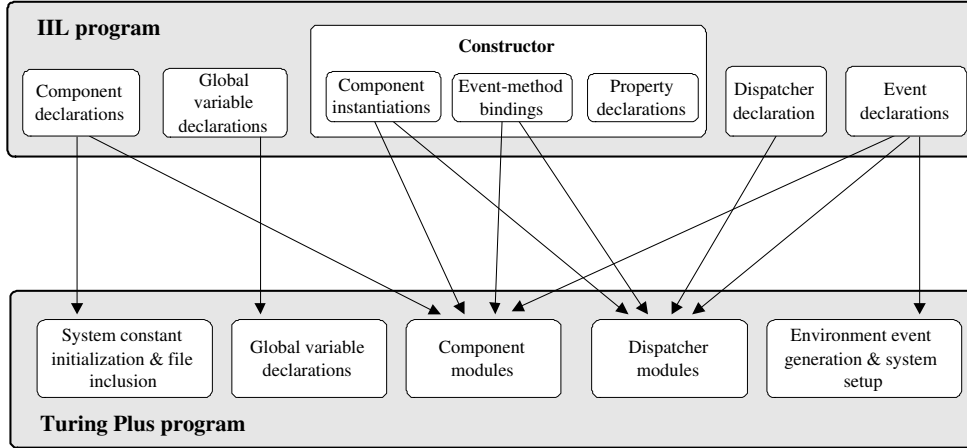 IIL program
Constructor
Component
declarations
Global
variable
declarations
Component
instantiations
Event-method
bindings
Property
declarations
Dispatcher
declaration
Event
declarations
System constant
initialization & file
inclusion
Global variable
declarations
Component
modules
Dispatcher
modules
Environment event
generation & system
setup
Turing Plus program